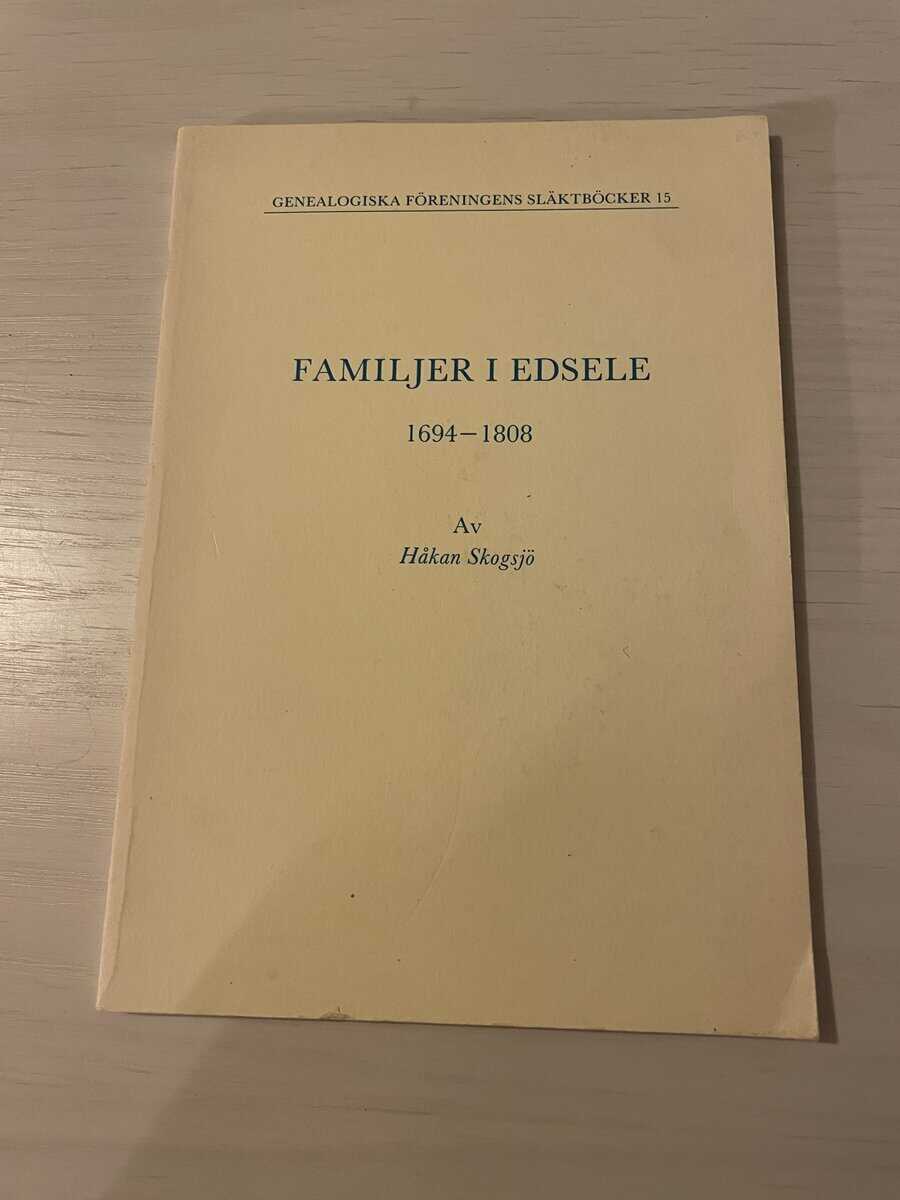 GENEALOGISKA FÖRENINGENS SLÄKTBÖCKER 15
FAMILJER I EDSELE
1694–1808
Av
Håkan Skogsjö